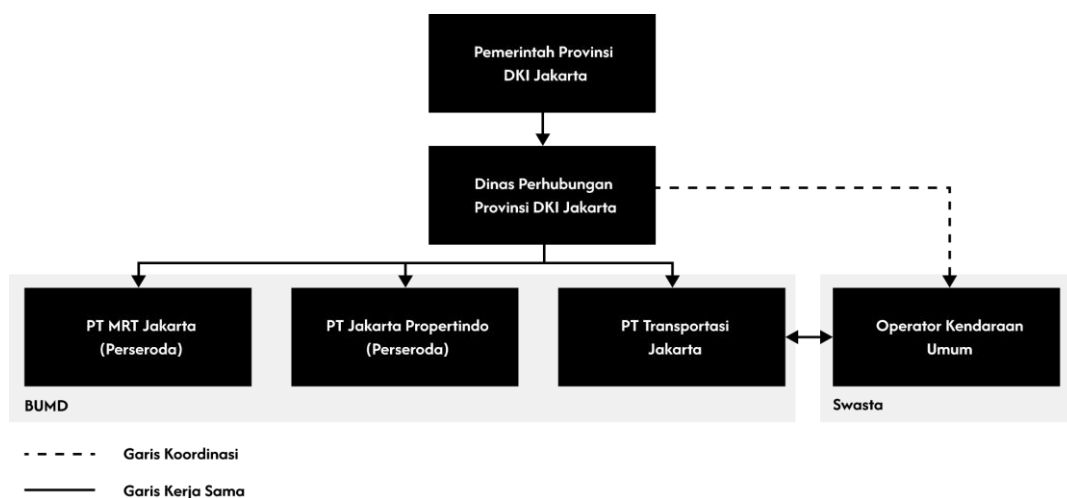 Pemerintah Provinsi
DKI Jakarta
Dinas Perhubungan
Provinsi DKI Jakarta
PT MRT Jakarta
(Perseroda)
PT Jakarta Propertindo
(Perseroda)
PT Transportasi
Jakarta
Operator Kendaraan
Umum
BUMD
Swasta
Garis Koordinasi
Garis Kerja Sama